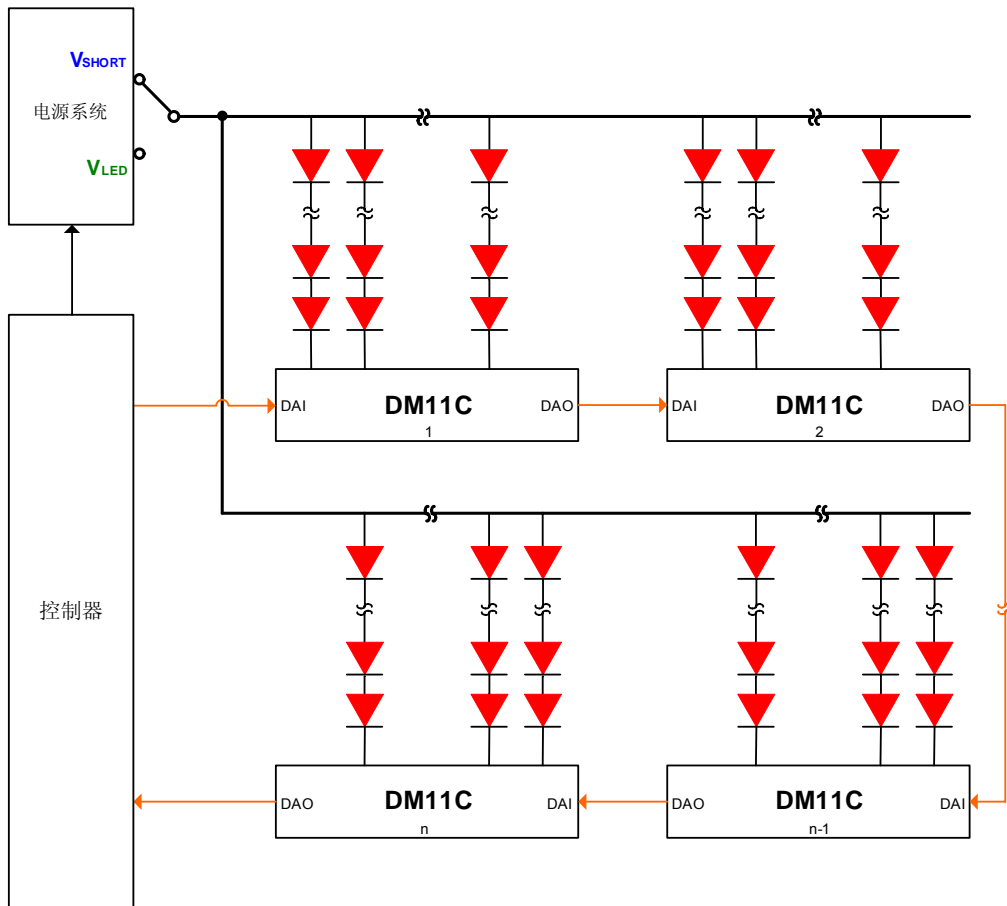 VSHORT
电源系统
VLED
DAI
DM11C
DAO
1
DAI
DM11C
DAO
2
控制器
DAO
DM11C
DAI
n
DAO
DM11C
DAI
n-1